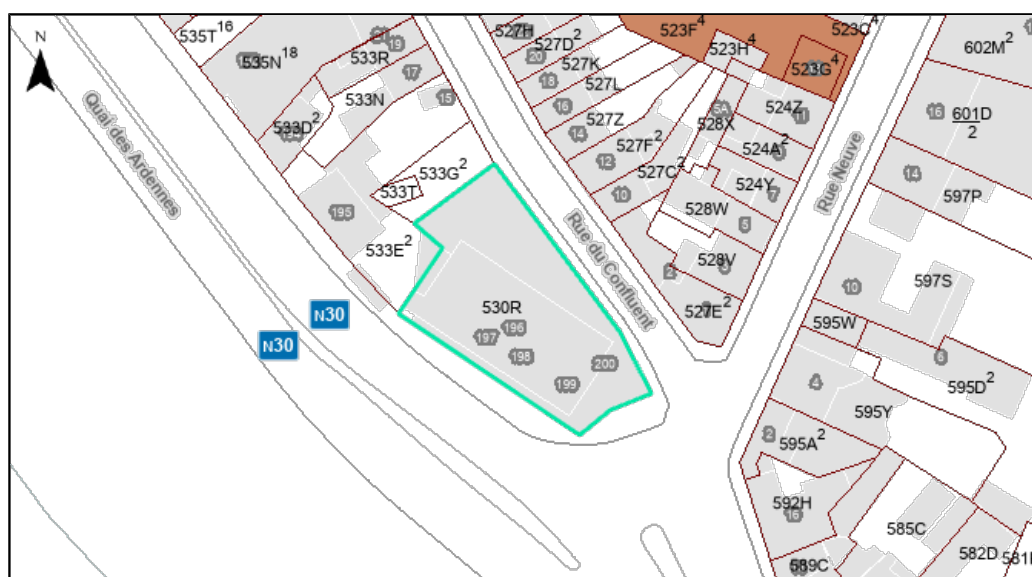 535T16
527H
527D2
523F4
523C4
523H4
523G4
602M2
N
535N18
21
19
533R
17
20
527K
18
527L
16
527Z
14
533N
15
533D2
5A
528X
524Z
11
16
601D
2
524A2
12
527F2
527C2
10
14
524Y
7
597P
Quai des Ardennes
533G2
533T
195
533E2
528W
5
528V
2
527E2
Rue du Confluent
Rue Neuve
10
597S
N30
N30
530R
196
197
198
199
200
595W
6
595D2
4
595Y
2
595A2
592H
16
585C
589C
582D